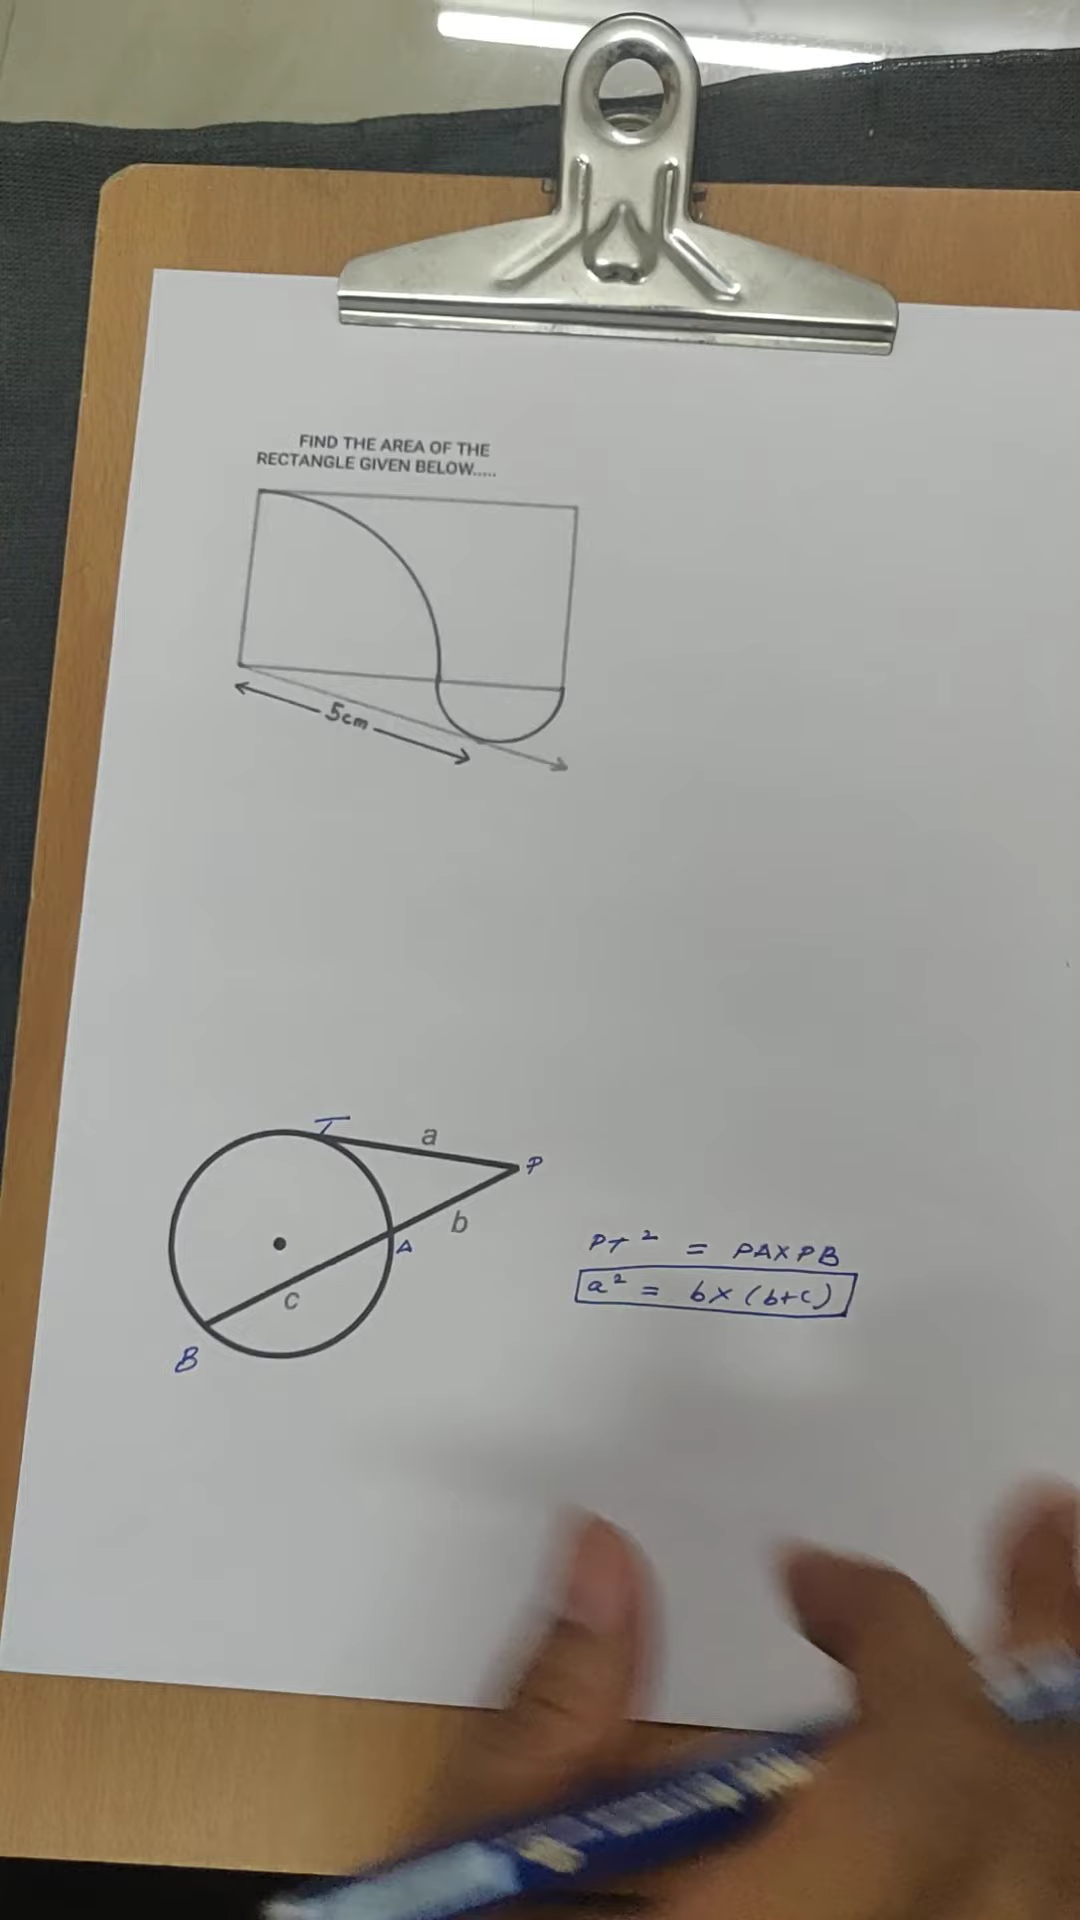 FIND THE AREA OF THE
RECTANGLE GIVEN BELOW.....
5cm
T
a
P
b
A
c
B
PT² = PA×PB
a² = b×(b+c)